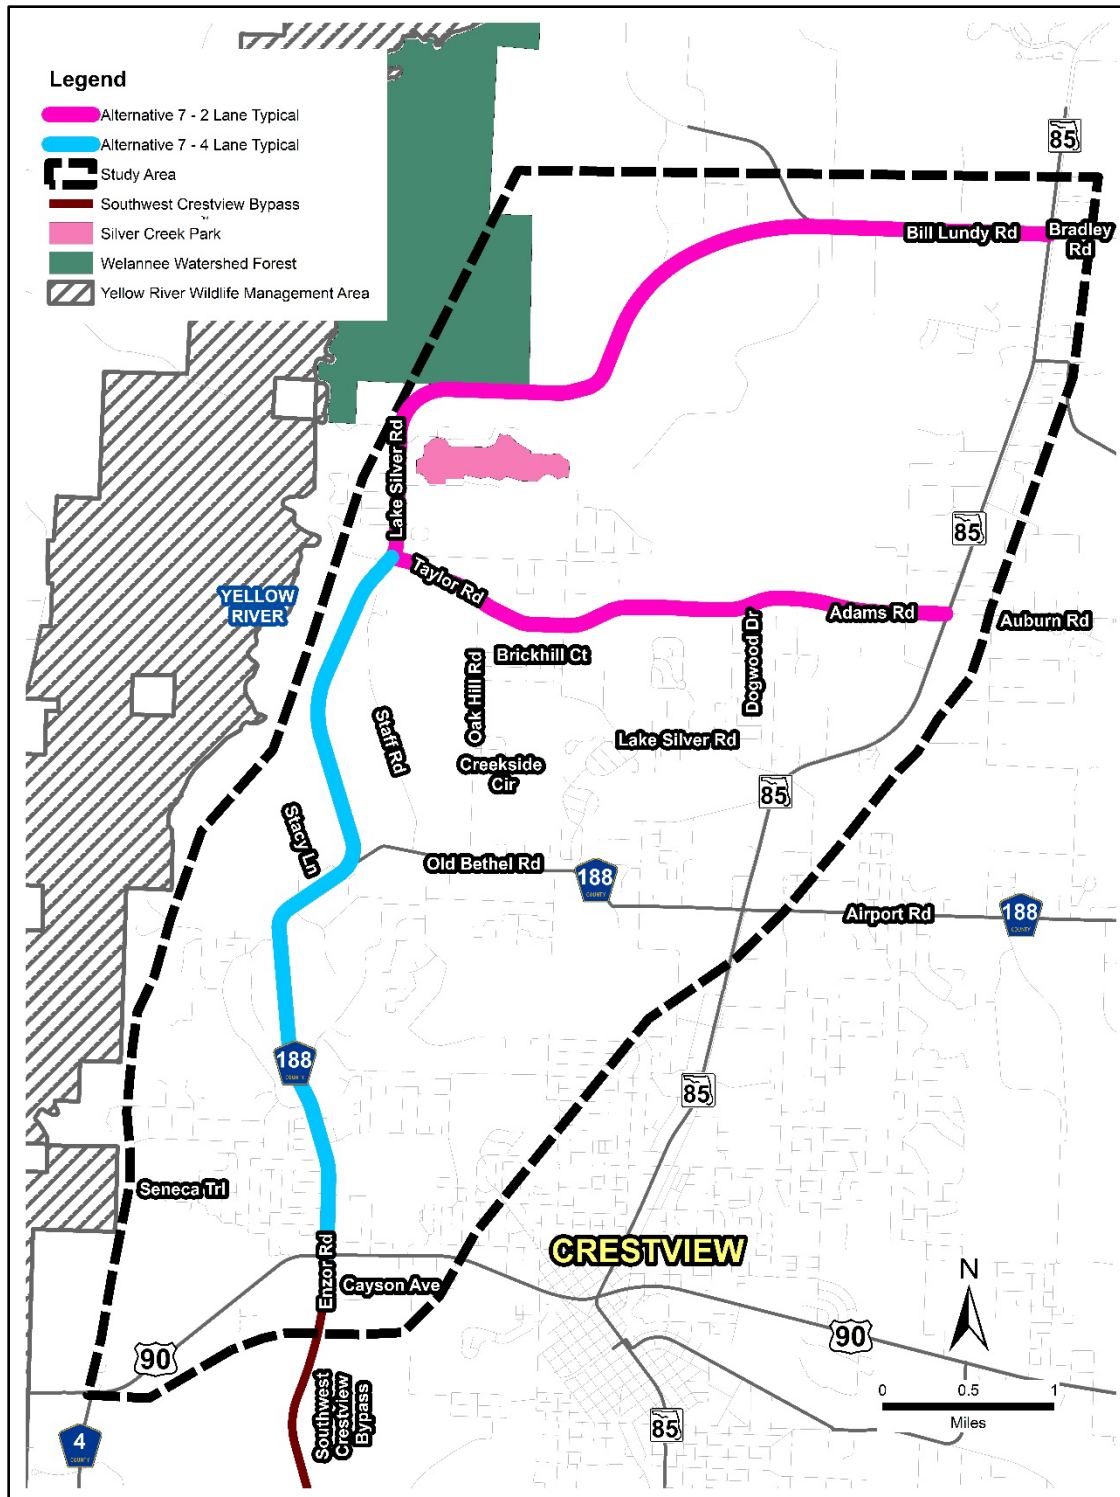 Legend
Alternative 7 - 2 Lane Typical
Alternative 7 - 4 Lane Typical
Study Area
Southwest Crestview Bypass
Silver Creek Park
Welannee Watershed Forest
Yellow River Wildlife Management Area
85
Bill Lundy Rd
Bradley
Rd
Lake Silver Rd
85
Taylor Rd
YELLOW
RIVER
Adams Rd
Auburn Rd
Brickhill Ct
Dogwood Dr
Oak Hill Rd
Staff Rd
Lake Silver Rd
Creekside
Cir
85
Stacy Ln
Old Bethel Rd
188
COUNTY
Airport Rd
188
COUNTY
188
COUNTY
85
Seneca Trl
CRESTVIEW
Enzor Rd
Cayson Ave
N
90
90
0 0.5 1
Miles
Southwest
Crestview
Bypass
4
COUNTY
85